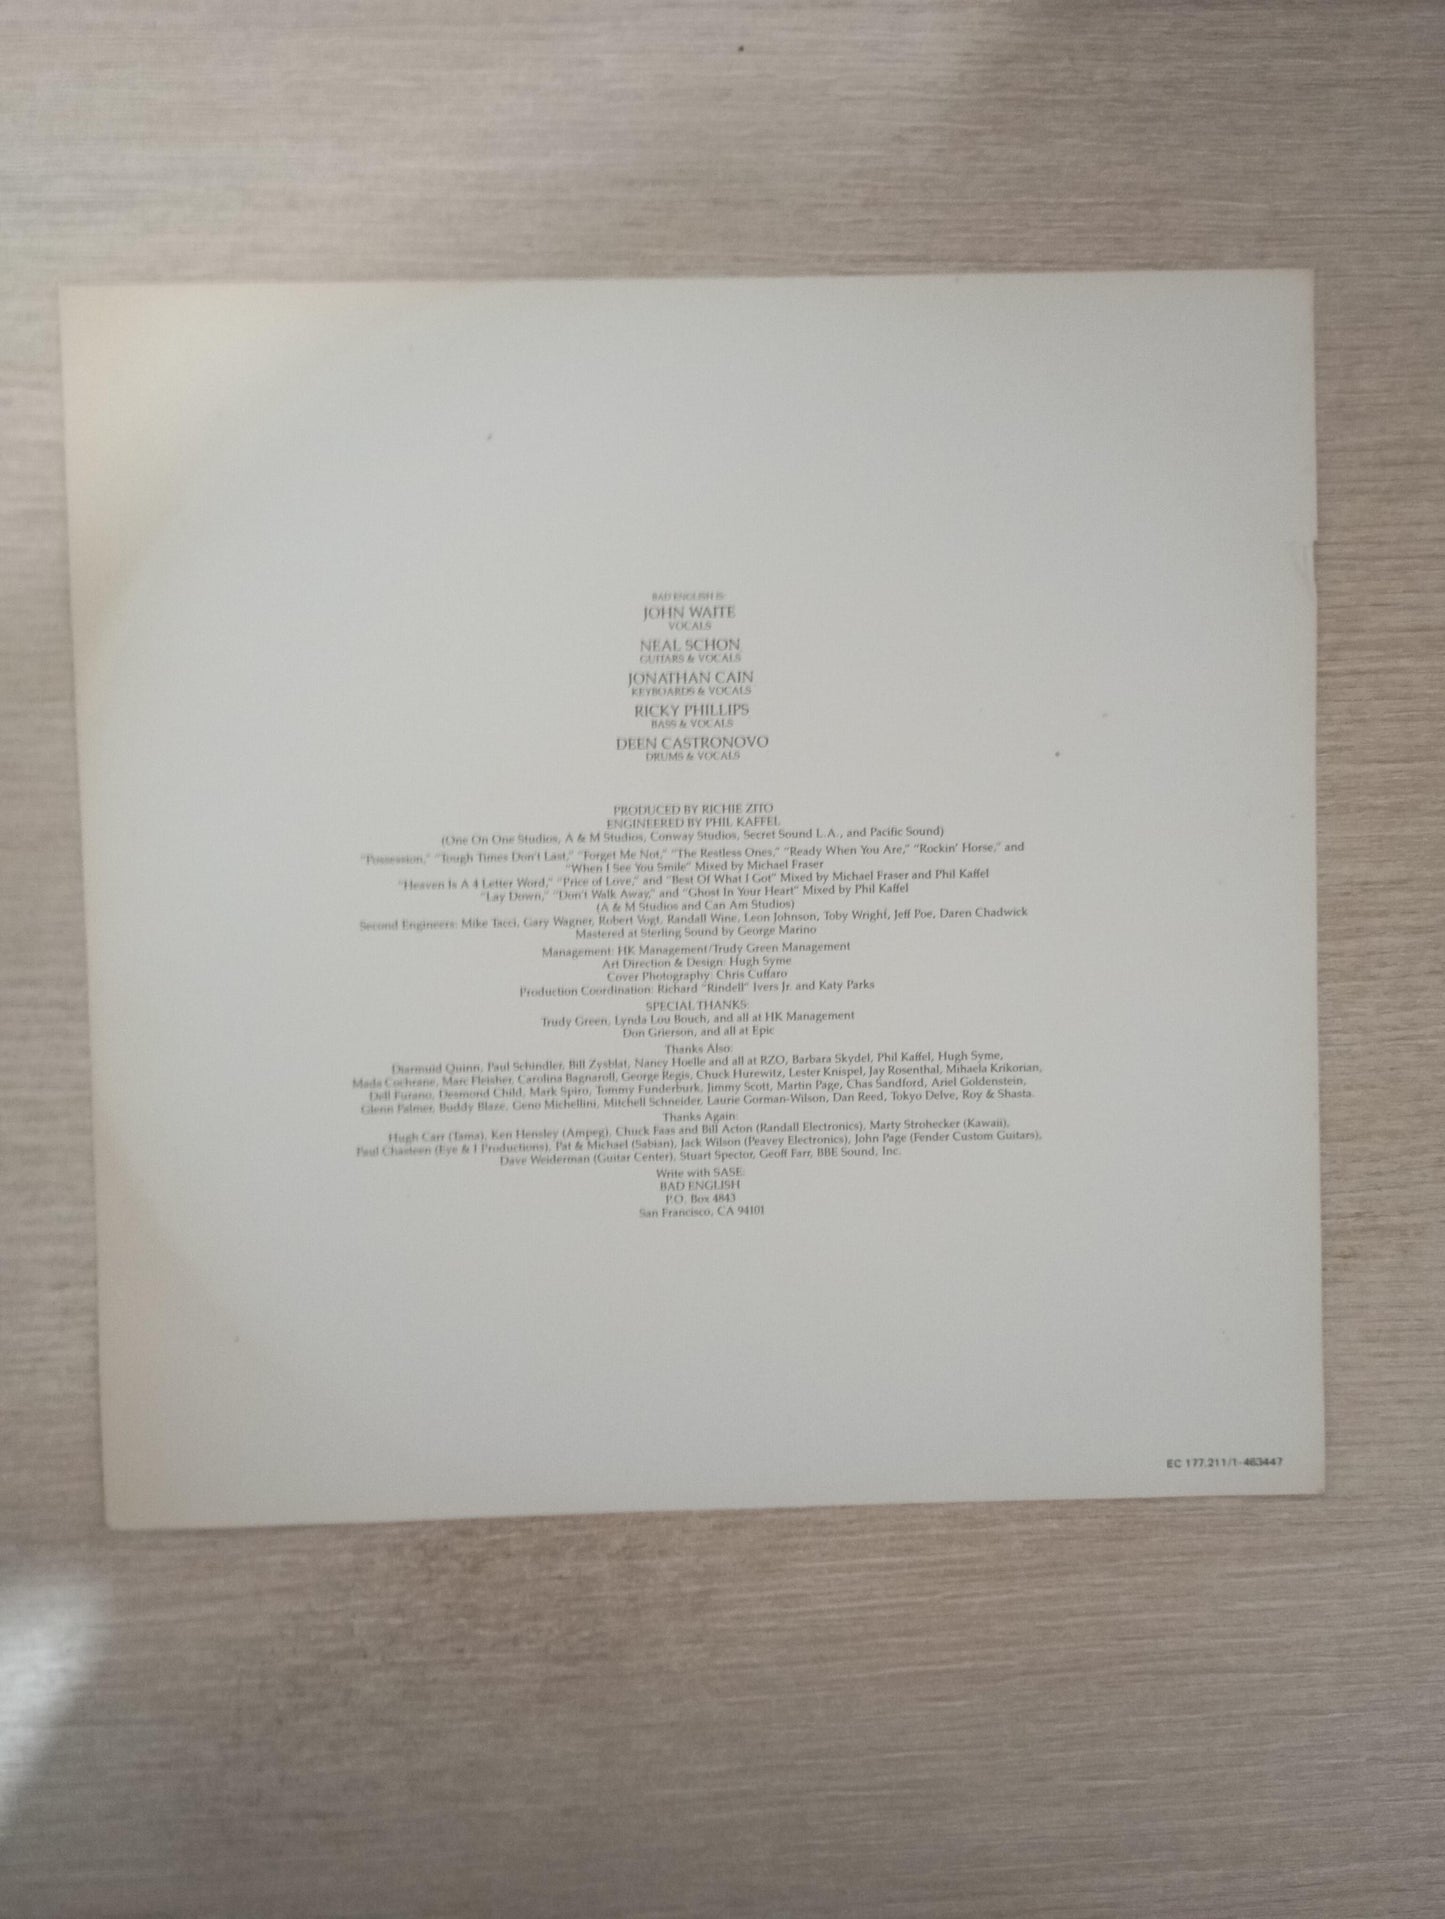 BAD ENGLISH IS:
JOHN WAITE
VOCALS
NEAL SCHON
GUITARS & VOCALS
JONATHAN CAIN
KEYBOARDS & VOCALS
RICKY PHILLIPS
BASS & VOCALS
DEEN CASTRONOVO
DRUMS & VOCALS
PRODUCED BY RICHIE ZITO
ENGINEERED BY PHIL KAFFEL
(One On One Studios, A & M Studios, Conway Studios, Secret Sound L.A., and Pacific Sound)
"Possession," "Tough Times Don't Last," "Forget Me Not," "The Restless Ones," "Ready When You Are," "Rockin' Horse," and
"When I See You Smile" Mixed by Michael Fraser
"Heaven Is A 4 Letter Word," "Price of Love," and "Best Of What I Got" Mixed by Michael Fraser and Phil Kaffel
"Lay Down," "Don't Walk Away," and "Ghost In Your Heart" Mixed by Phil Kaffel
(A & M Studios and Can Am Studios)
Second Engineers: Mike Tacci, Gary Wagner, Robert Vogt, Randall Wine, Leon Johnson, Toby Wright, Jeff Poe, Daren Chadwick
Mastered at Sterling Sound by George Marino
Management: HK Management/Trudy Green Management
Art Direction & Design: Hugh Syme
Cover Photography: Chris Cuffaro
Production Coordination: Richard "Rindell" Ivers Jr. and Katy Parks
SPECIAL THANKS:
Trudy Green, Lynda Lou Bouch, and all at HK Management
Don Grierson, and all at Epic
Thanks Also:
Diarmuid Quinn, Paul Schindler, Bill Zysblat, Nancy Hoelle and all at RZO, Barbara Skydel, Phil Kaffel, Hugh Syme,
Mada Cochrane, Marc Fleisher, Carolina Bagnaroll, George Regis, Chuck Hurewitz, Lester Knispel, Jay Rosenthal, Mihaela Krikorian,
Dell Furano, Desmond Child, Mark Spiro, Tommy Funderburk, Jimmy Scott, Martin Page, Chas Sandford, Ariel Goldenstein,
Glenn Palmer, Buddy Blaze, Geno Michellini, Mitchell Schneider, Laurie Gorman-Wilson, Dan Reed, Tokyo Delve, Roy & Shasta.
Thanks Again:
Hugh Carr (Tama), Ken Hensley (Ampeg), Chuck Faas and Bill Acton (Randall Electronics), Marty Strohecker (Kawaii),
Paul Chasteen (Eye & I Productions), Pat & Michael (Sabian), Jack Wilson (Peavey Electronics), John Page (Fender Custom Guitars),
Dave Weiderman (Guitar Center), Stuart Spector, Geoff Farr, BBE Sound, Inc.
Write with SASE:
BAD ENGLISH
P.O. Box 4843
San Francisco, CA 94101
EC 177.211/1-463447